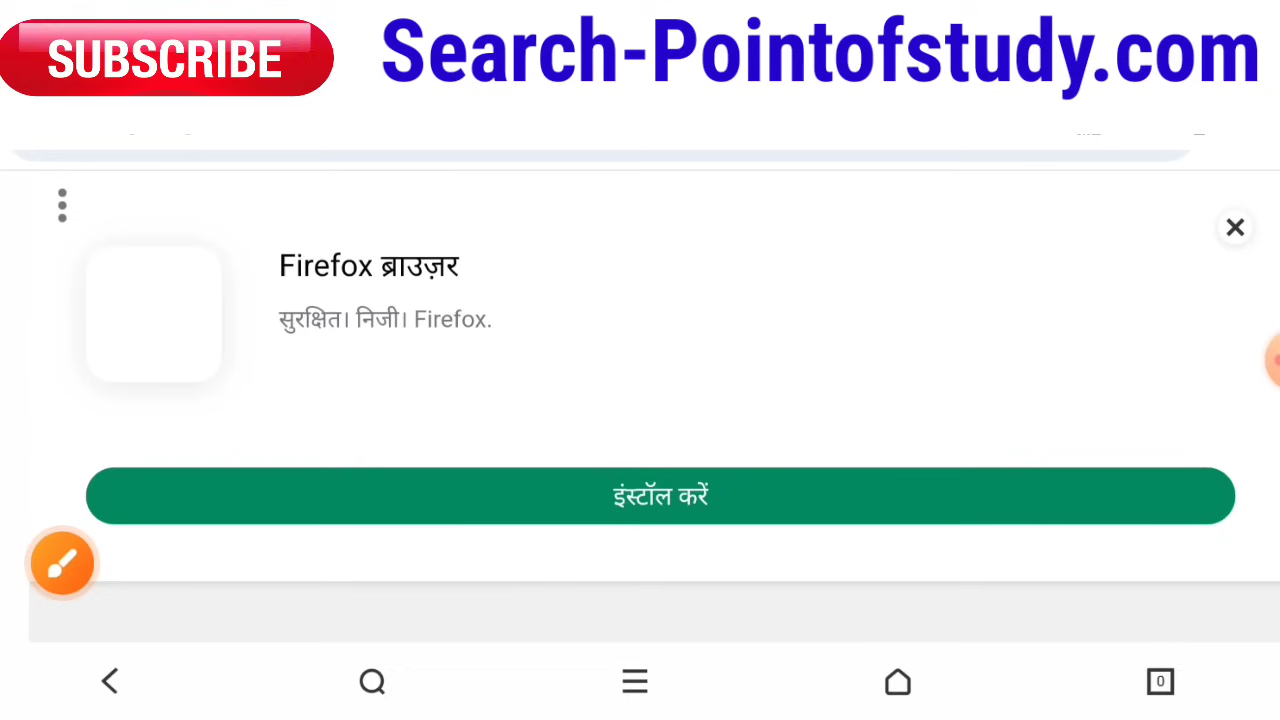 SUBSCRIBE
Search-Pointofstudy.com
Firefox ब्राउज़र
सुरक्षित। निजी। Firefox.
इंस्टॉल करें
0